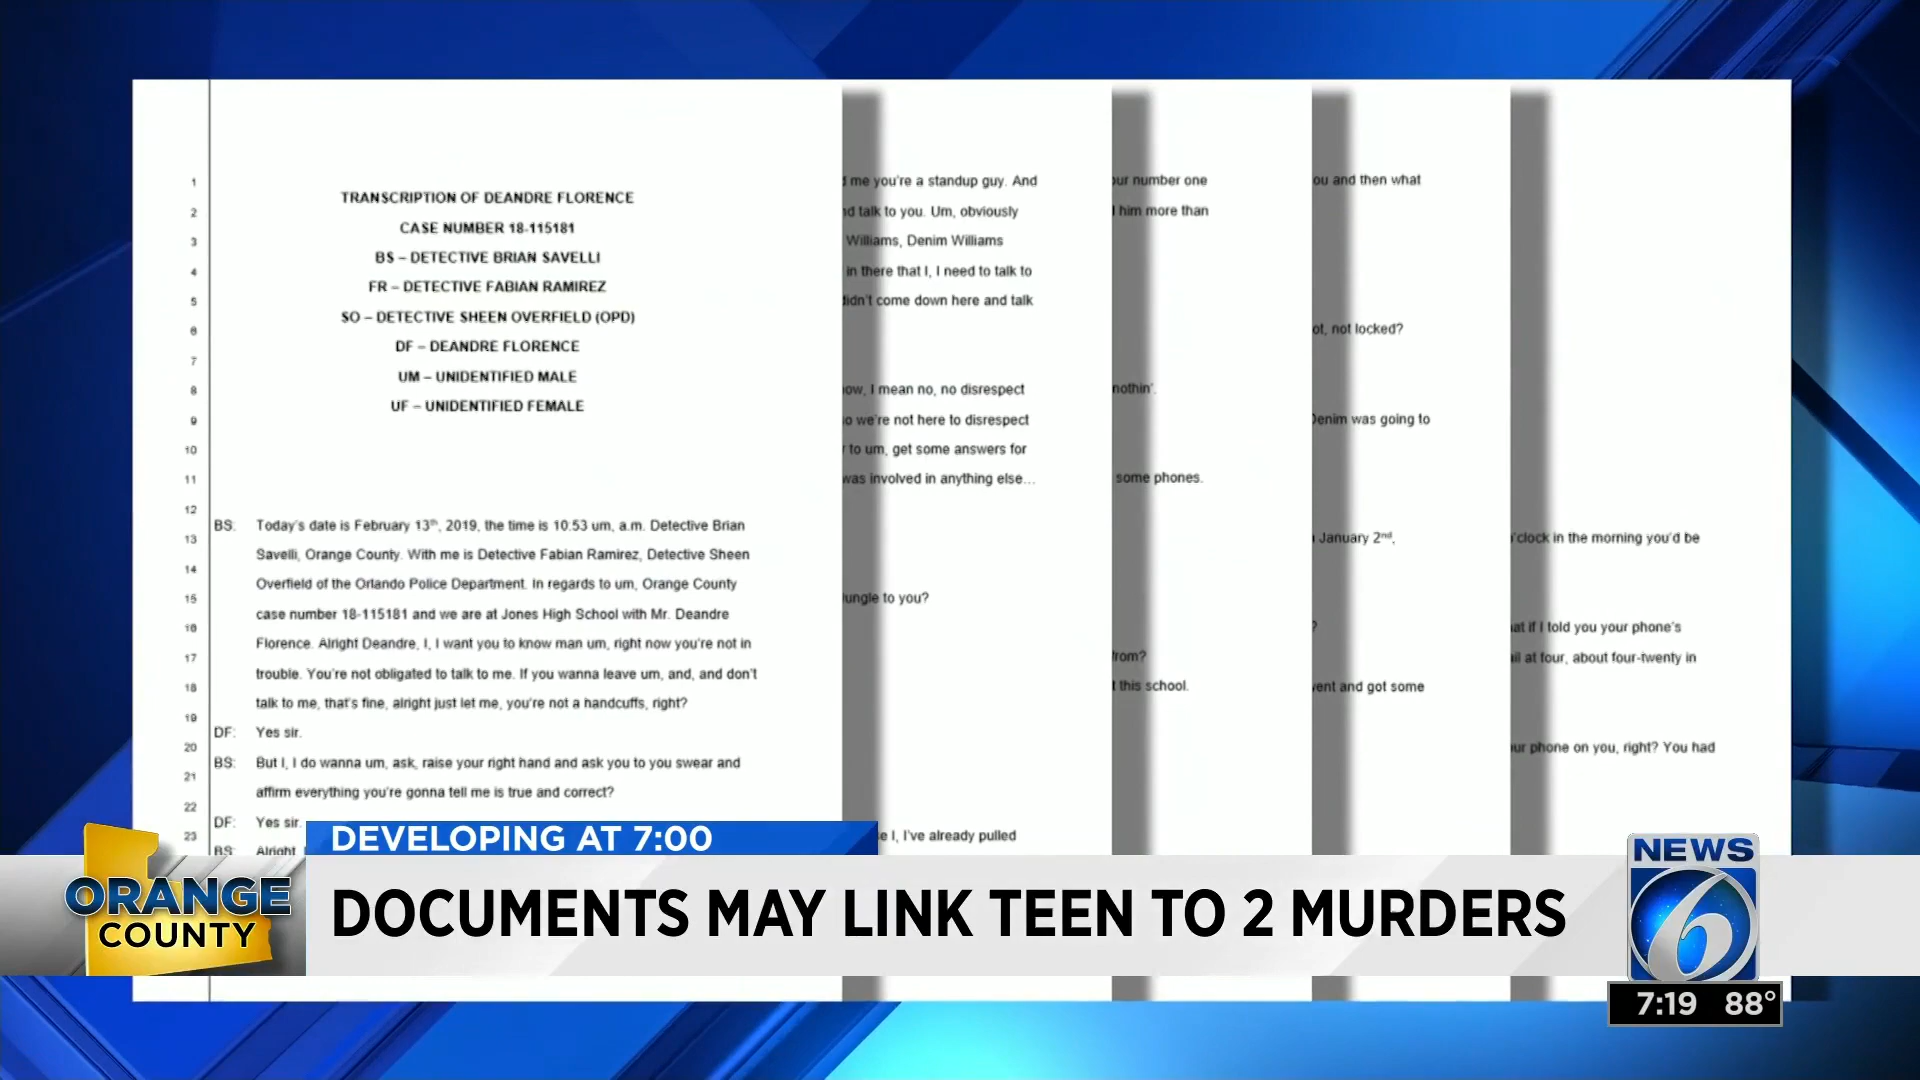 1
2
3
4
5
6
7
8
9
10
11
12
13
14
15
16
17
18
19
20
21
22
23
TRANSCRIPTION OF DEANDRE FLORENCE
CASE NUMBER 18-115181
BS – DETECTIVE BRIAN SAVELLI
FR – DETECTIVE FABIAN RAMIREZ
SO – DETECTIVE SHEEN OVERFIELD (OPD)
DF – DEANDRE FLORENCE
UM – UNIDENTIFIED MALE
UF – UNIDENTIFIED FEMALE
BS: Today's date is February 13th, 2019, the time is 10:53 um, a.m. Detective Brian
Savelli, Orange County. With me is Detective Fabian Ramirez, Detective Sheen
Overfield of the Orlando Police Department. In regards to um, Orange County
case number 18-115181 and we are at Jones High School with Mr. Deandre
Florence. Alright Deandre, I, I want you to know man um, right now you're not in
trouble. You're not obligated to talk to me. If you wanna leave um, and, and don't
talk to me, that's fine, alright just let me, you're not a handcuffs, right?
DF: Yes sir.
BS: But I, I do wanna um, ask, raise your right hand and ask you to you swear and
affirm everything you're gonna tell me is true and correct?
DF: Yes sir.
BS: Alright
me you're a standup guy. And
talk to you. Um, obviously
Williams, Denim Williams
in there that I, I need to talk to
didn't come down here and talk
I mean no, no disrespect
we're not here to disrespect
to um, get some answers for
was involved in anything else...
to you?
I, I've already pulled
number one
him more than
nothin'.
some phones.
from?
this school.
and then what
not locked?
Denim was going to
January 2nd,
?
and got some
o'clock in the morning you'd be
if I told you your phone's
at four, about four-twenty in
phone on you, right? You had
DEVELOPING AT 7:00
ORANGE
COUNTY
DOCUMENTS MAY LINK TEEN TO 2 MURDERS
NEWS
6
7:19 88°